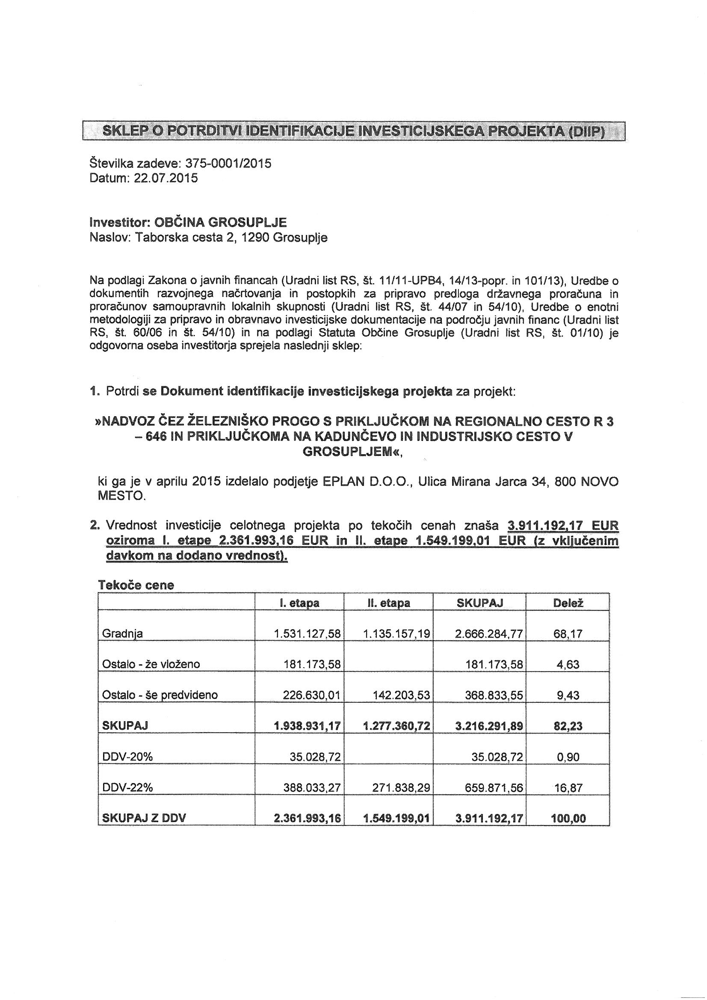 SKLEP O POTRDITVI IDENTIFIKACIJE INVESTICIJSKEGA PROJEKTA (DIIP)
Številka zadeve: 375-0001/2015
Datum: 22.07.2015
Investitor: OBČINA GROSUPLJE
Naslov: Taborska cesta 2, 1290 Grosuplje
Na podlagi Zakona o javnih financah (Uradni list RS, št. 11/11-UPB4, 14/13-popr. in 101/13), Uredbe o
dokumentih razvojnega načrtovanja in postopkih za pripravo predloga državnega proračuna in
proračunov samoupravnih lokalnih skupnosti (Uradni list RS, št. 44/07 in 54/10), Uredbe o enotni
metodologiji za pripravo in obravnavo investicijske dokumentacije na področju javnih financ (Uradni list
RS, št. 60/06 in št. 54/10) in na podlagi Statuta Občine Grosuplje (Uradni list RS, št. 01/10) je
odgovorna oseba investitorja sprejela naslednji sklep:
1. Potrdi se Dokument identifikacije investicijskega projekta za projekt:
»NADVOZ ČEZ ŽELEZNIŠKO PROGO S PRIKLJUČKOM NA REGIONALNO CESTO R 3
– 646 IN PRIKLJUČKOMA NA KADUNČEVO IN INDUSTRIJSKO CESTO V
GROSUPLJEM«,
ki ga je v aprilu 2015 izdelalo podjetje EPLAN D.O.O., Ulica Mirana Jarca 34, 800 NOVO
MESTO.
2. Vrednost investicije celotnega projekta po tekočih cenah znaša 3.911.192,17 EUR
oziroma I. etape 2.361.993,16 EUR in II. etape 1.549.199,01 EUR (z vključenim
davkom na dodano vrednost).
Tekoče cene
I. etapa II. etapa SKUPAJ Delež
Gradnja 1.531.127,58 1.135.157,19 2.666.284,77 68,17
Ostalo - že vloženo 181.173,58 181.173,58 4,63
Ostalo - še predvideno 226.630,01 142.203,53 368.833,55 9,43
SKUPAJ 1.938.931,17 1.277.360,72 3.216.291,89 82,23
DDV-20% 35.028,72 35.028,72 0,90
DDV-22% 388.033,27 271.838,29 659.871,56 16,87
SKUPAJ Z DDV 2.361.993,16 1.549.199,01 3.911.192,17 100,00